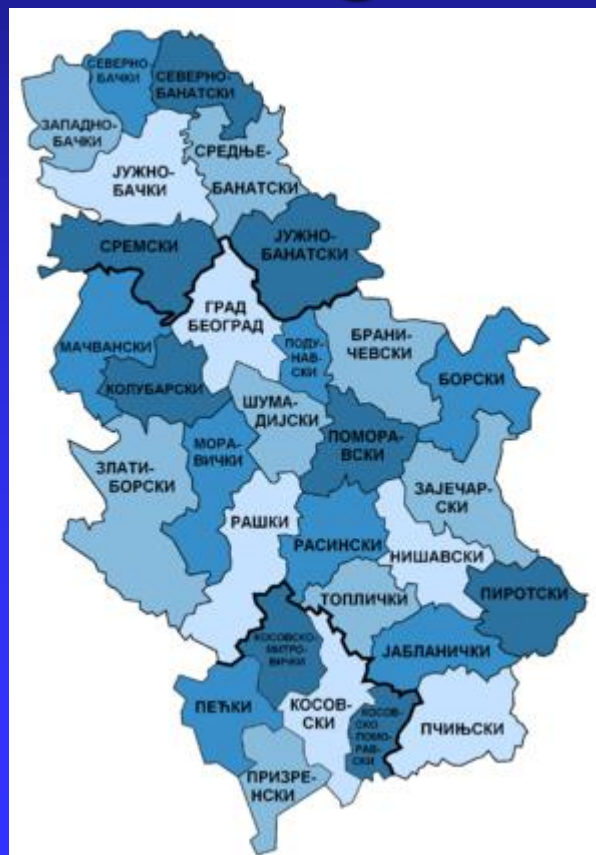 СЕВЕРНО-
БАЧКИ
СЕВЕРНО-
БАНАТСКИ
ЗАПАДНО-
БАЧКИ
ЈУЖНО-
БАЧКИ
СРЕДЊЕ-
БАНАТСКИ
СРЕМСКИ
ЈУЖНО-
БАНАТСКИ
ГРАД
БЕОГРАД
МАЧВАНСКИ
ПОДУ-
НАВ-
СКИ
БРАНИ-
ЧЕВСКИ
БОРСКИ
КОЛУБАРСКИ
ШУМА-
ДИЈСКИ
МОРА-
ВИЧКИ
ПОМОРА-
ВСКИ
ЗЛАТИ-
БОРСКИ
ЗАЈЕЧАР-
СКИ
РАШКИ
РАСИНСКИ
НИШАВСКИ
ТОПЛИЧКИ
ПИРОТСКИ
КОСОВСКО-
МИТРО-
ВИЧКИ
ЈАБЛАНИЧКИ
ПЕЋКИ
КОСОВ-
СКИ
КОСОВ-
СКО
ПОМО-
РАВ-
СКИ
ПЧИЊСКИ
ПРИЗРЕ-
НСКИ